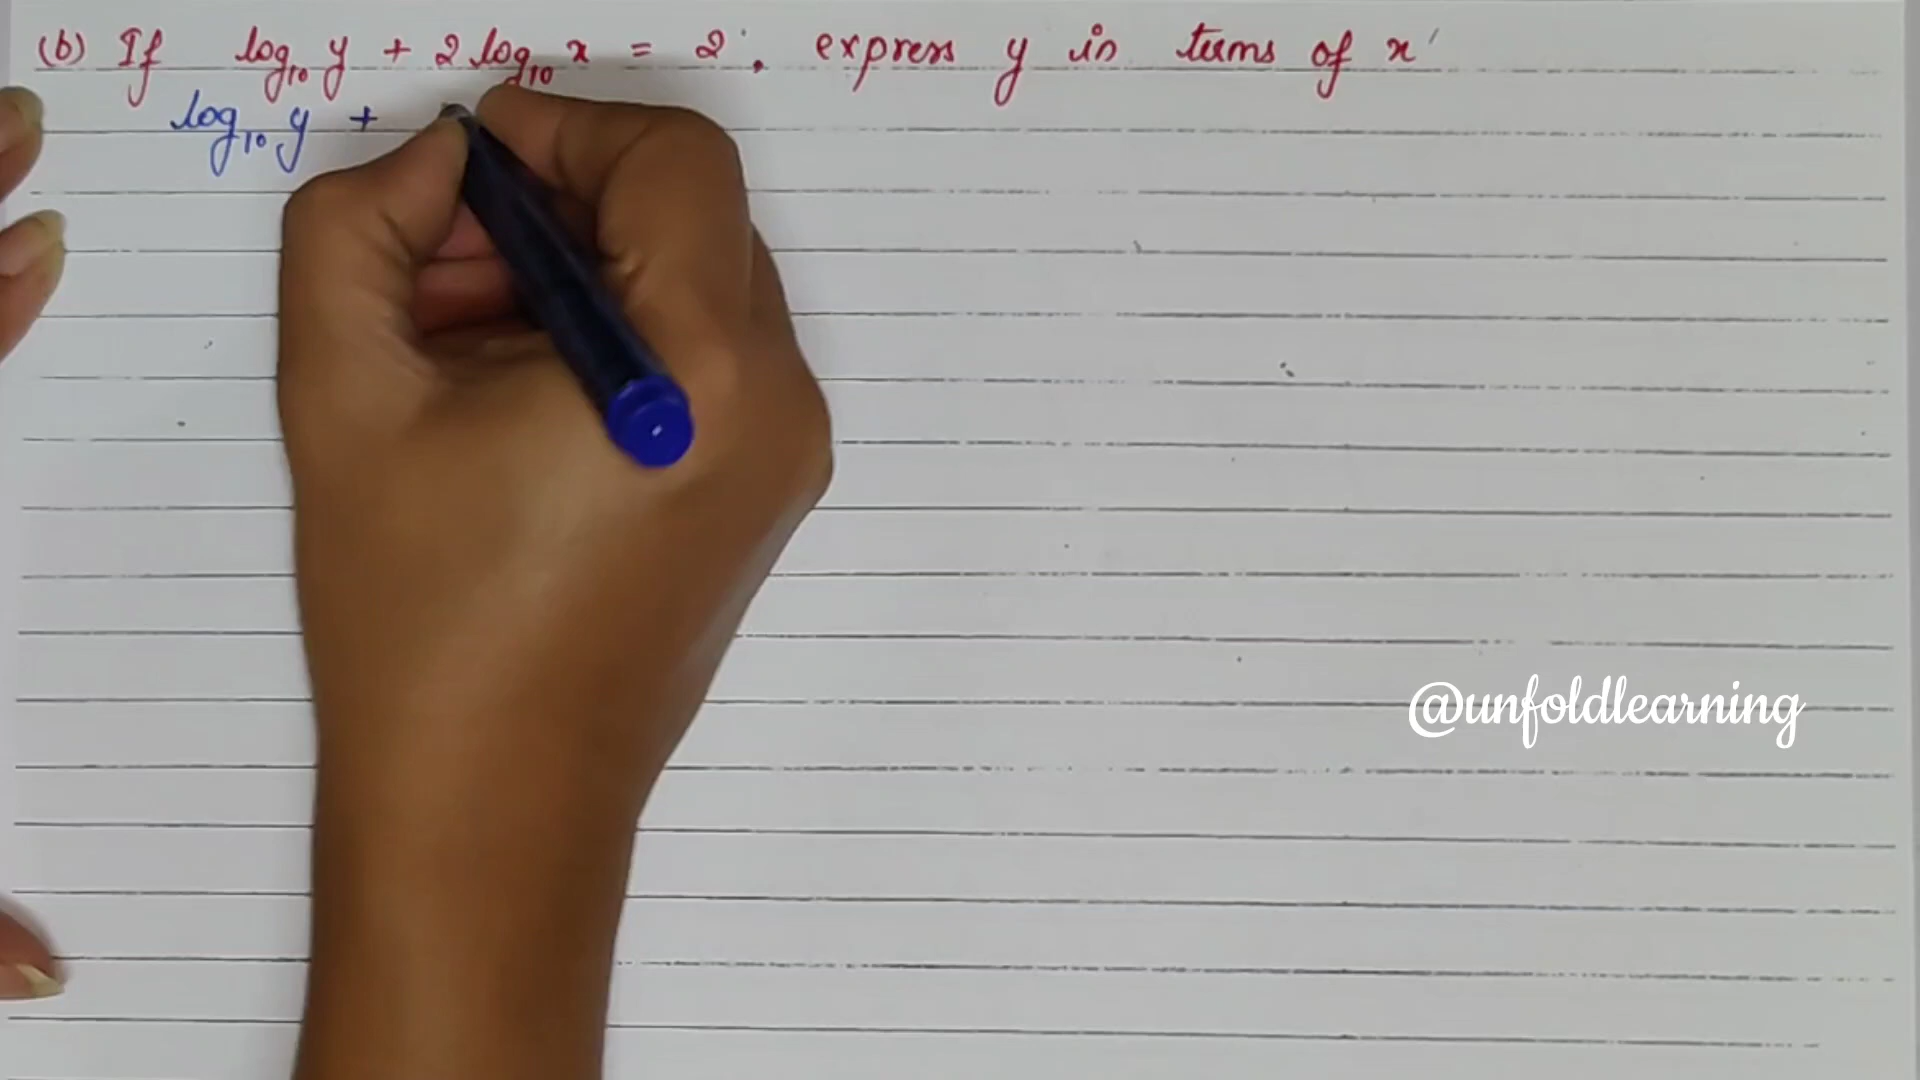 (b) If log₁₀ y + 2 log₁₀ x = 2, express y in terms of x
log₁₀ y +
@unfoldlearning